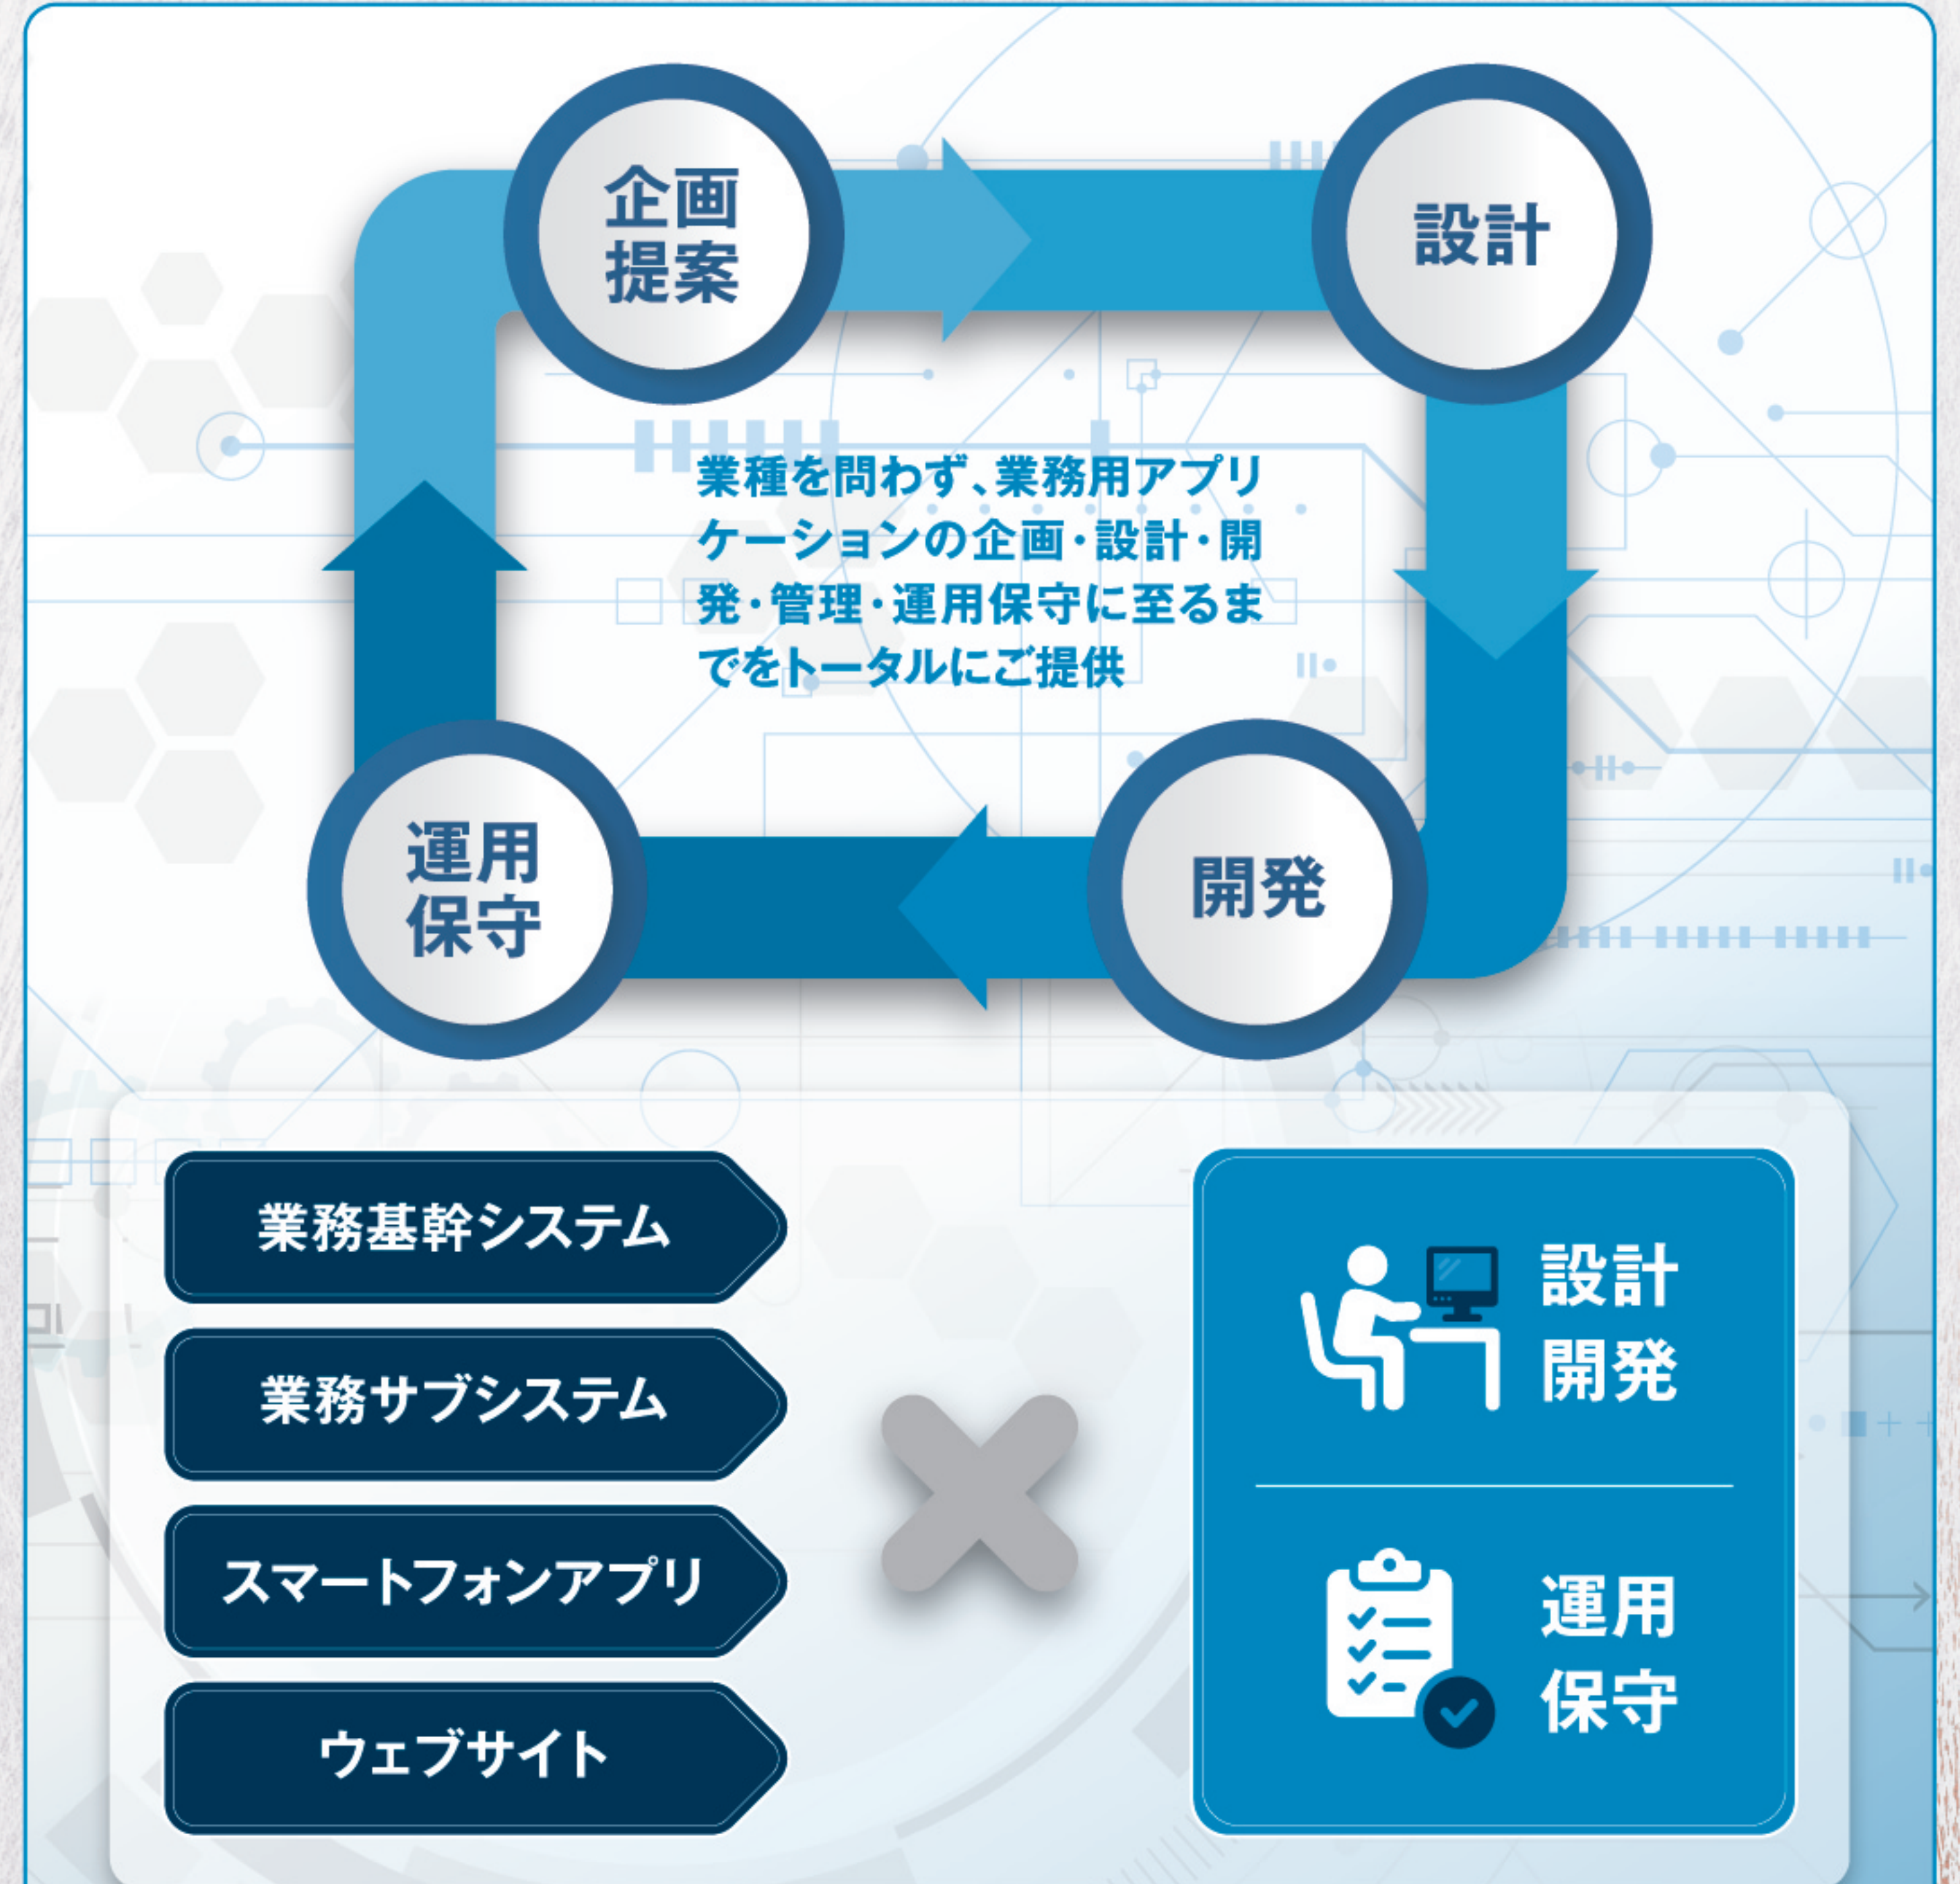 企画
提案
設計
業種を問わず、業務用アプリ
ケーションの企画・設計・開
発・管理・運用保守に至るま
でをトータルにご提供
運用
保守
開発
業務基幹システム
業務サブシステム
スマートフォンアプリ
ウェブサイト
設計
開発
運用
保守